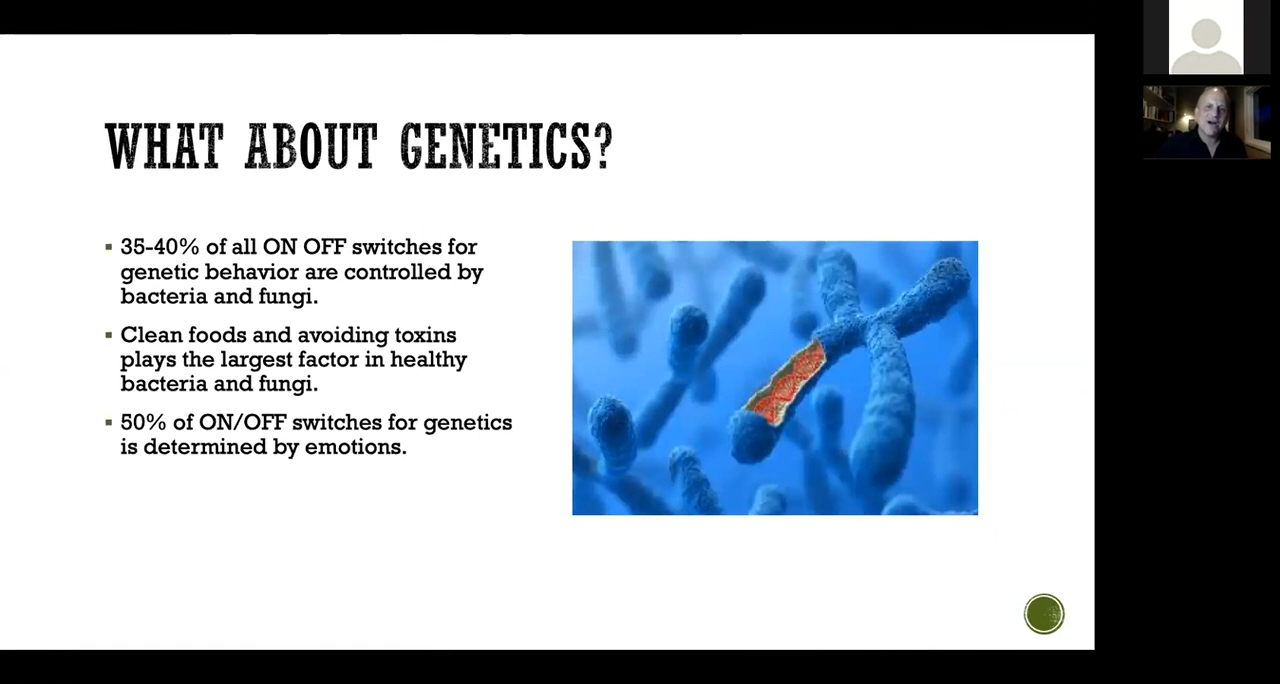 WHAT ABOUT GENETICS?
▪ 35-40% of all ON OFF switches for
genetic behavior are controlled by
bacteria and fungi.
▪ Clean foods and avoiding toxins
plays the largest factor in healthy
bacteria and fungi.
▪ 50% of ON/OFF switches for genetics
is determined by emotions.